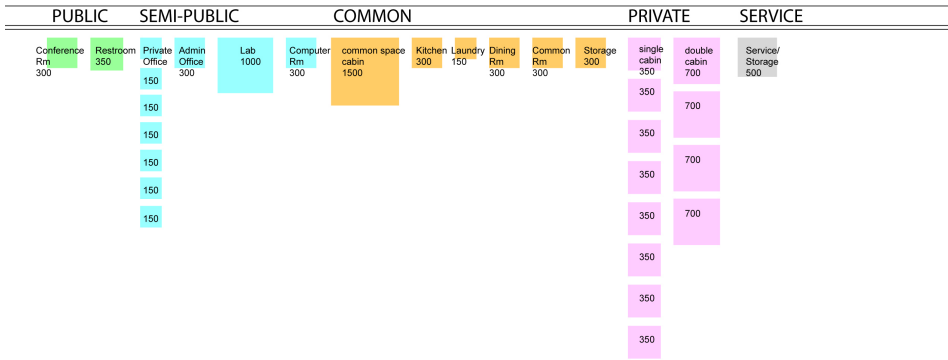 PUBLIC SEMI-PUBLIC COMMON PRIVATE SERVICE
Conference
Rm
300
Restroom
350
Private
Office
150
150
150
150
150
150
Admin
Office
300
Lab
1000
Computer
Rm
300
common space
cabin
1500
Kitchen
300
Laundry
150
Dining
Rm
300
Common
Rm
300
Storage
300
single
cabin
350
350
350
350
350
350
350
350
double
cabin
700
700
700
700
Service/
Storage
500